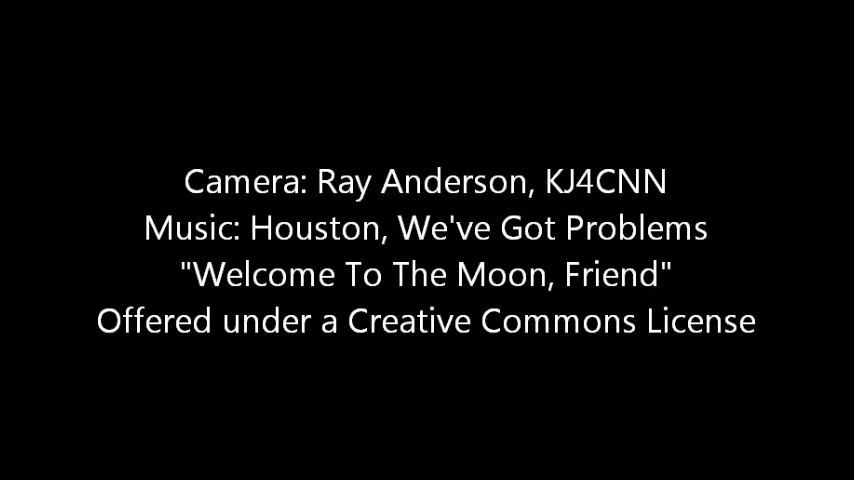 Camera: Ray Anderson, KJ4CNN
Music: Houston, We've Got Problems
"Welcome To The Moon, Friend"
Offered under a Creative Commons License